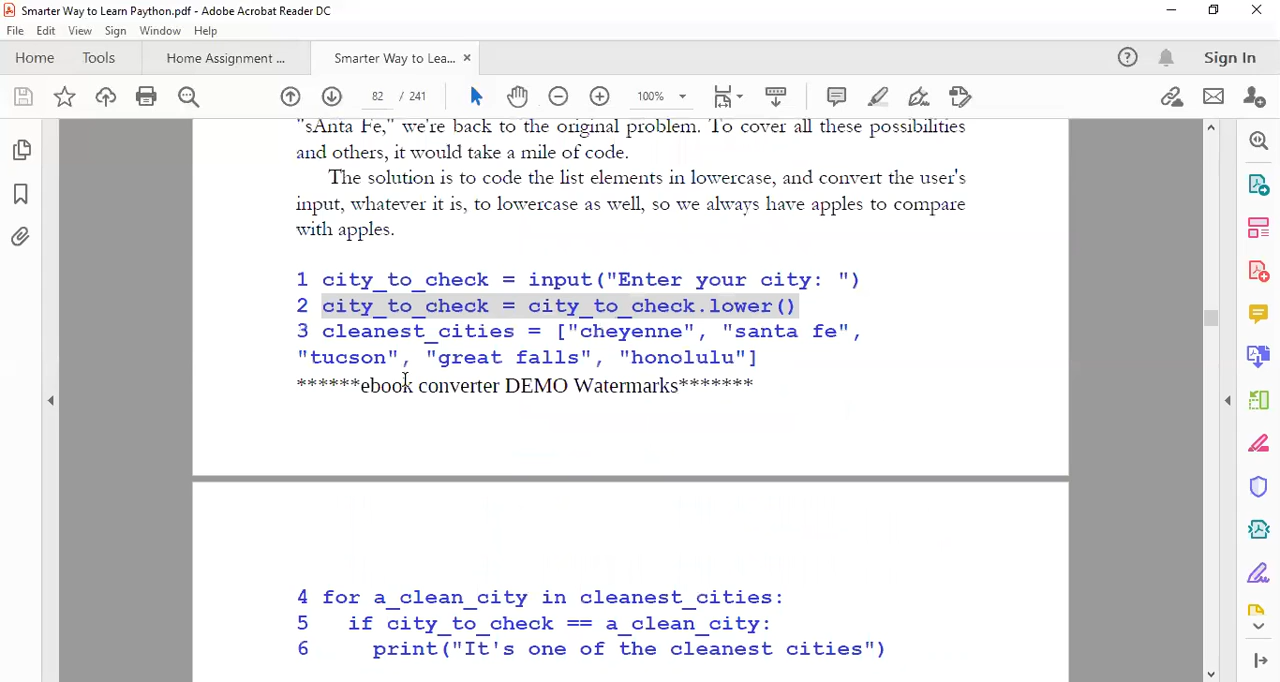 Smarter Way to Learn Paython.pdf - Adobe Acrobat Reader DC
File Edit View Sign Window Help
Home Tools Home Assignment ... Smarter Way to Lea... × Sign In
82 / 241 100%
"sAnta Fe," we're back to the original problem. To cover all these possibilities
and others, it would take a mile of code.
The solution is to code the list elements in lowercase, and convert the user's
input, whatever it is, to lowercase as well, so we always have apples to compare
with apples.
1 city_to_check = input("Enter your city: ")
2 city_to_check = city_to_check.lower()
3 cleanest_cities = ["cheyenne", "santa fe",
"tucson", "great falls", "honolulu"]
******ebook converter DEMO Watermarks*******
4 for a_clean_city in cleanest_cities:
5 if city_to_check == a_clean_city:
6 print("It's one of the cleanest cities")